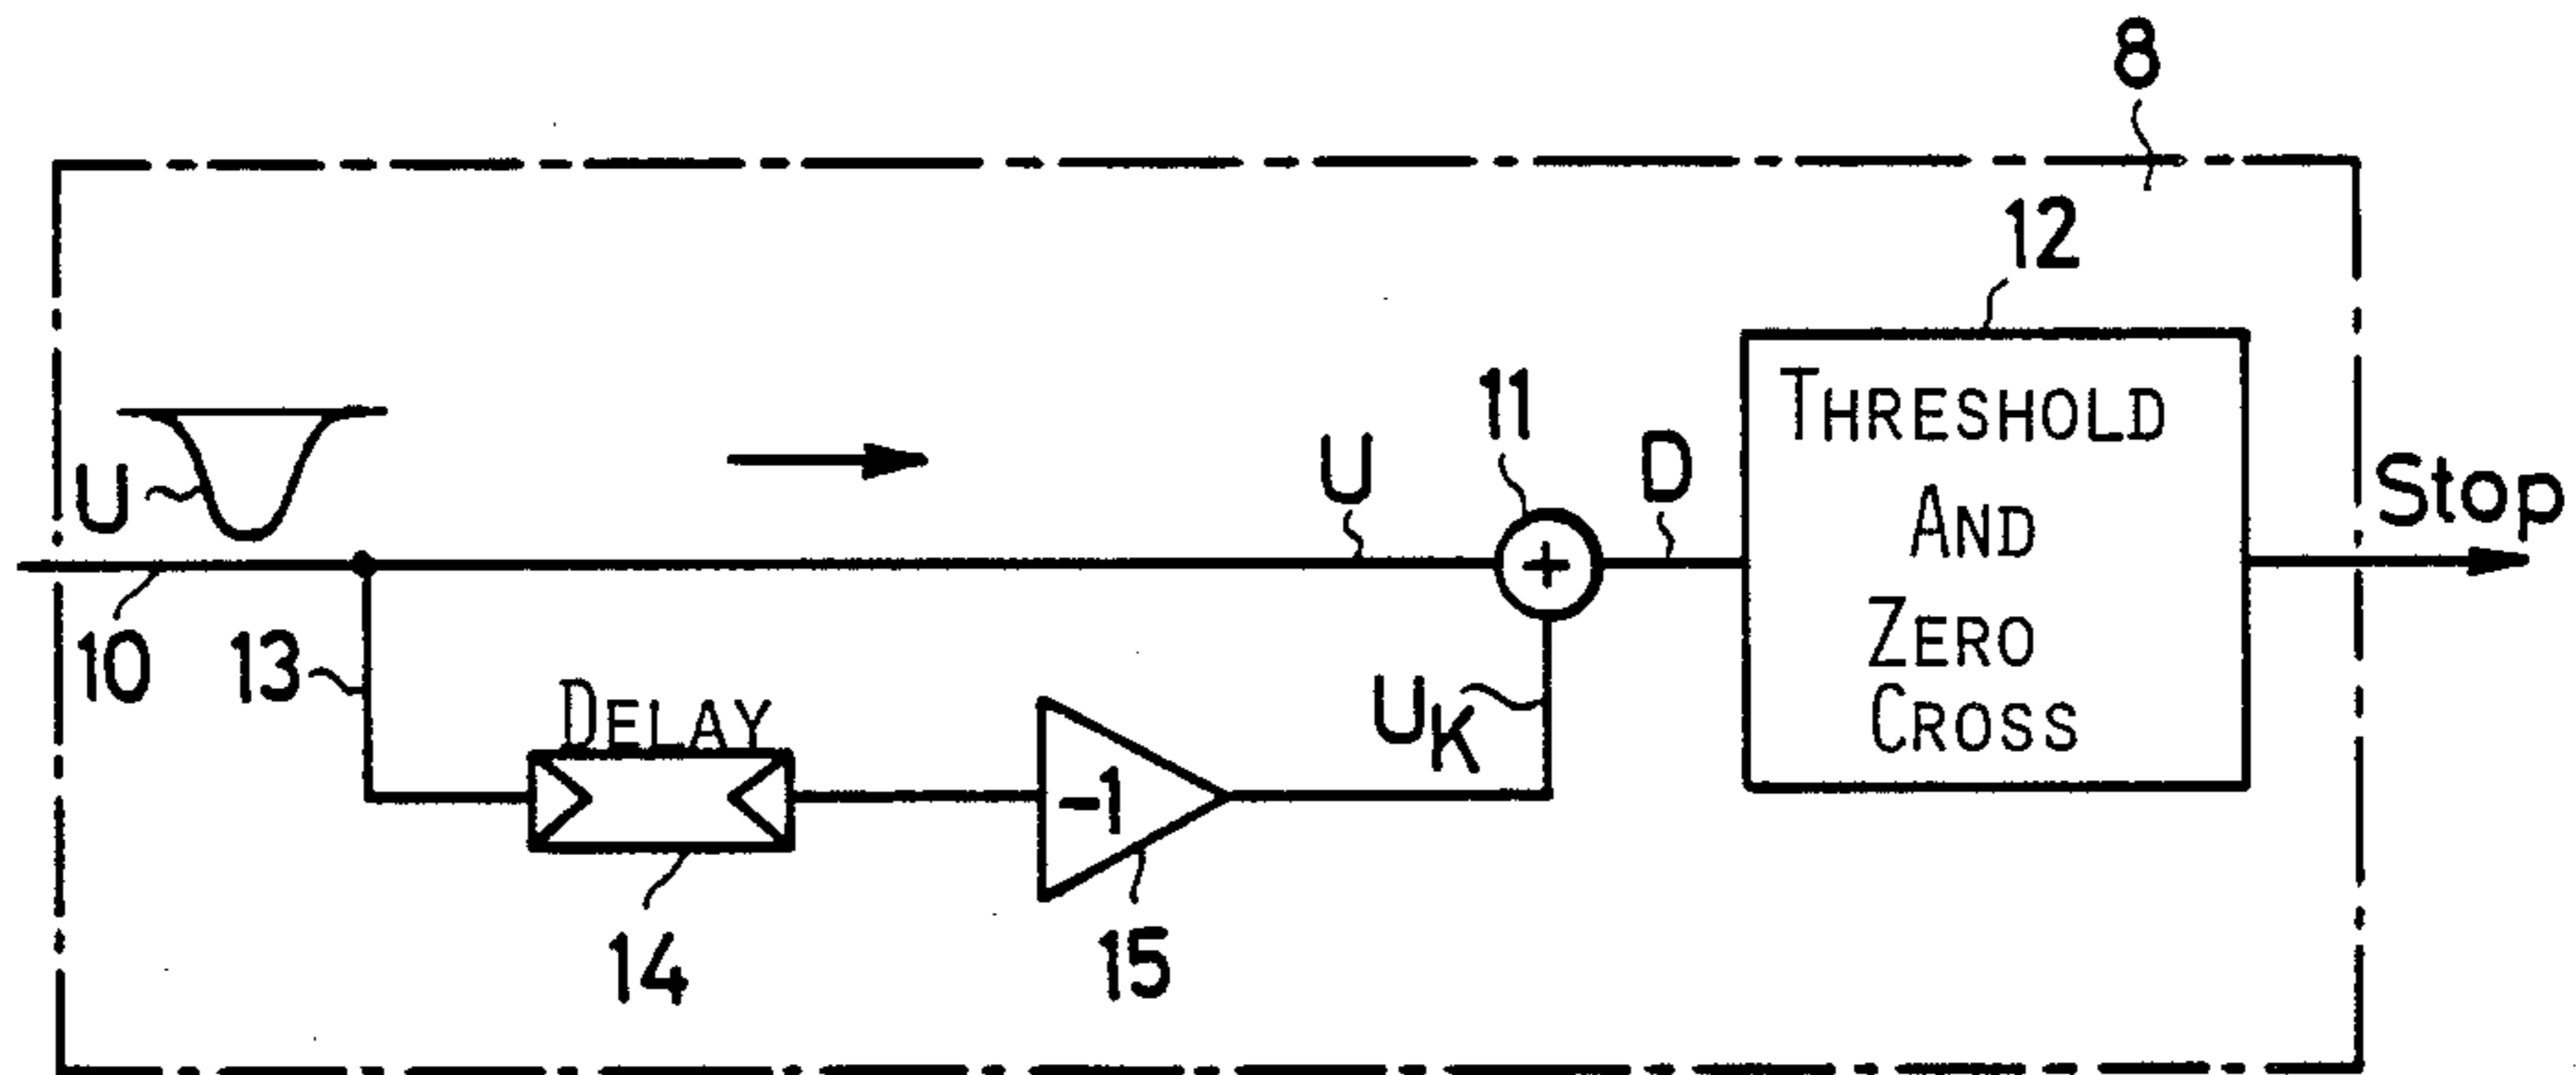 8
12
THRESHOLD
AND
ZERO
CROSS
11
U
U
D
Stop
10
13
DELAY
UK
-1
+
14
15